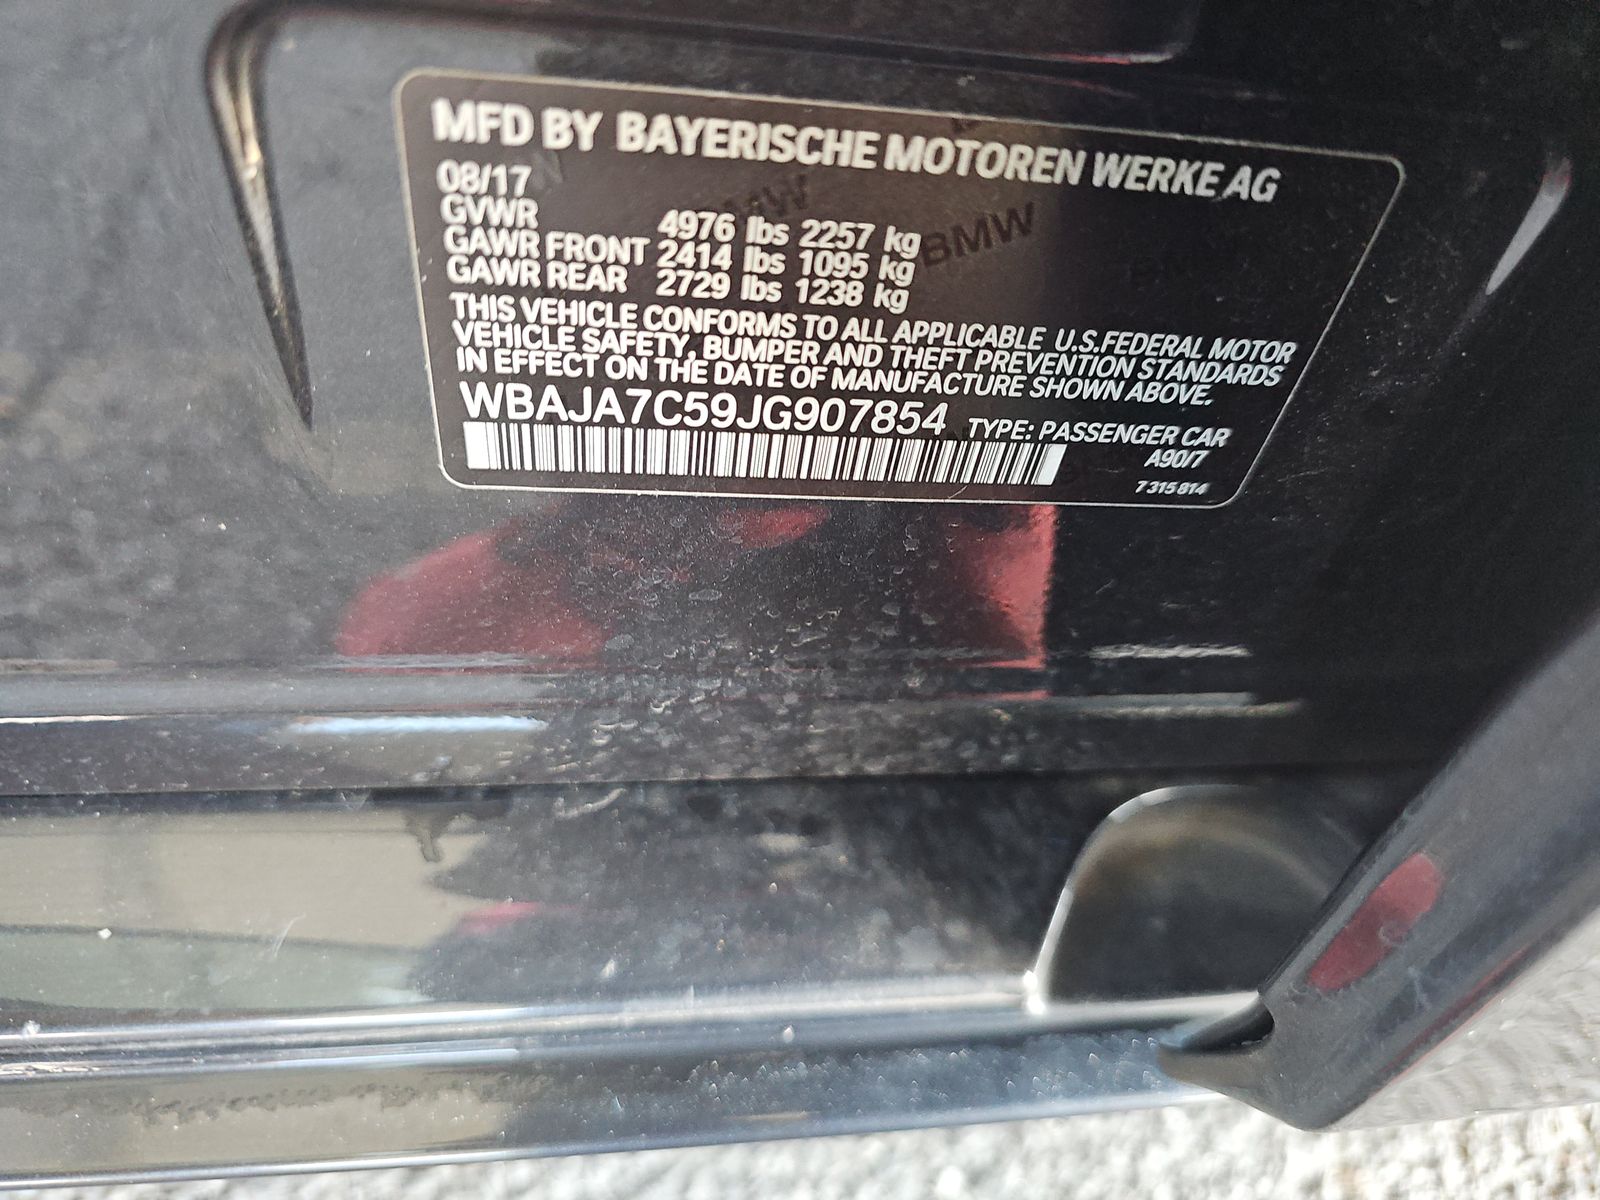 MFD BY BAYERISCHE MOTOREN WERKE AG
08/17
GVWR 4976 lbs 2257 kg
GAWR FRONT 2414 lbs 1095 kg
GAWR REAR 2729 lbs 1238 kg
THIS VEHICLE CONFORMS TO ALL APPLICABLE U.S.FEDERAL MOTOR
VEHICLE SAFETY, BUMPER AND THEFT PREVENTION STANDARDS
IN EFFECT ON THE DATE OF MANUFACTURE SHOWN ABOVE.
WBAJA7C59JG907854 TYPE: PASSENGER CAR
A90/7
7 315 814
BMW